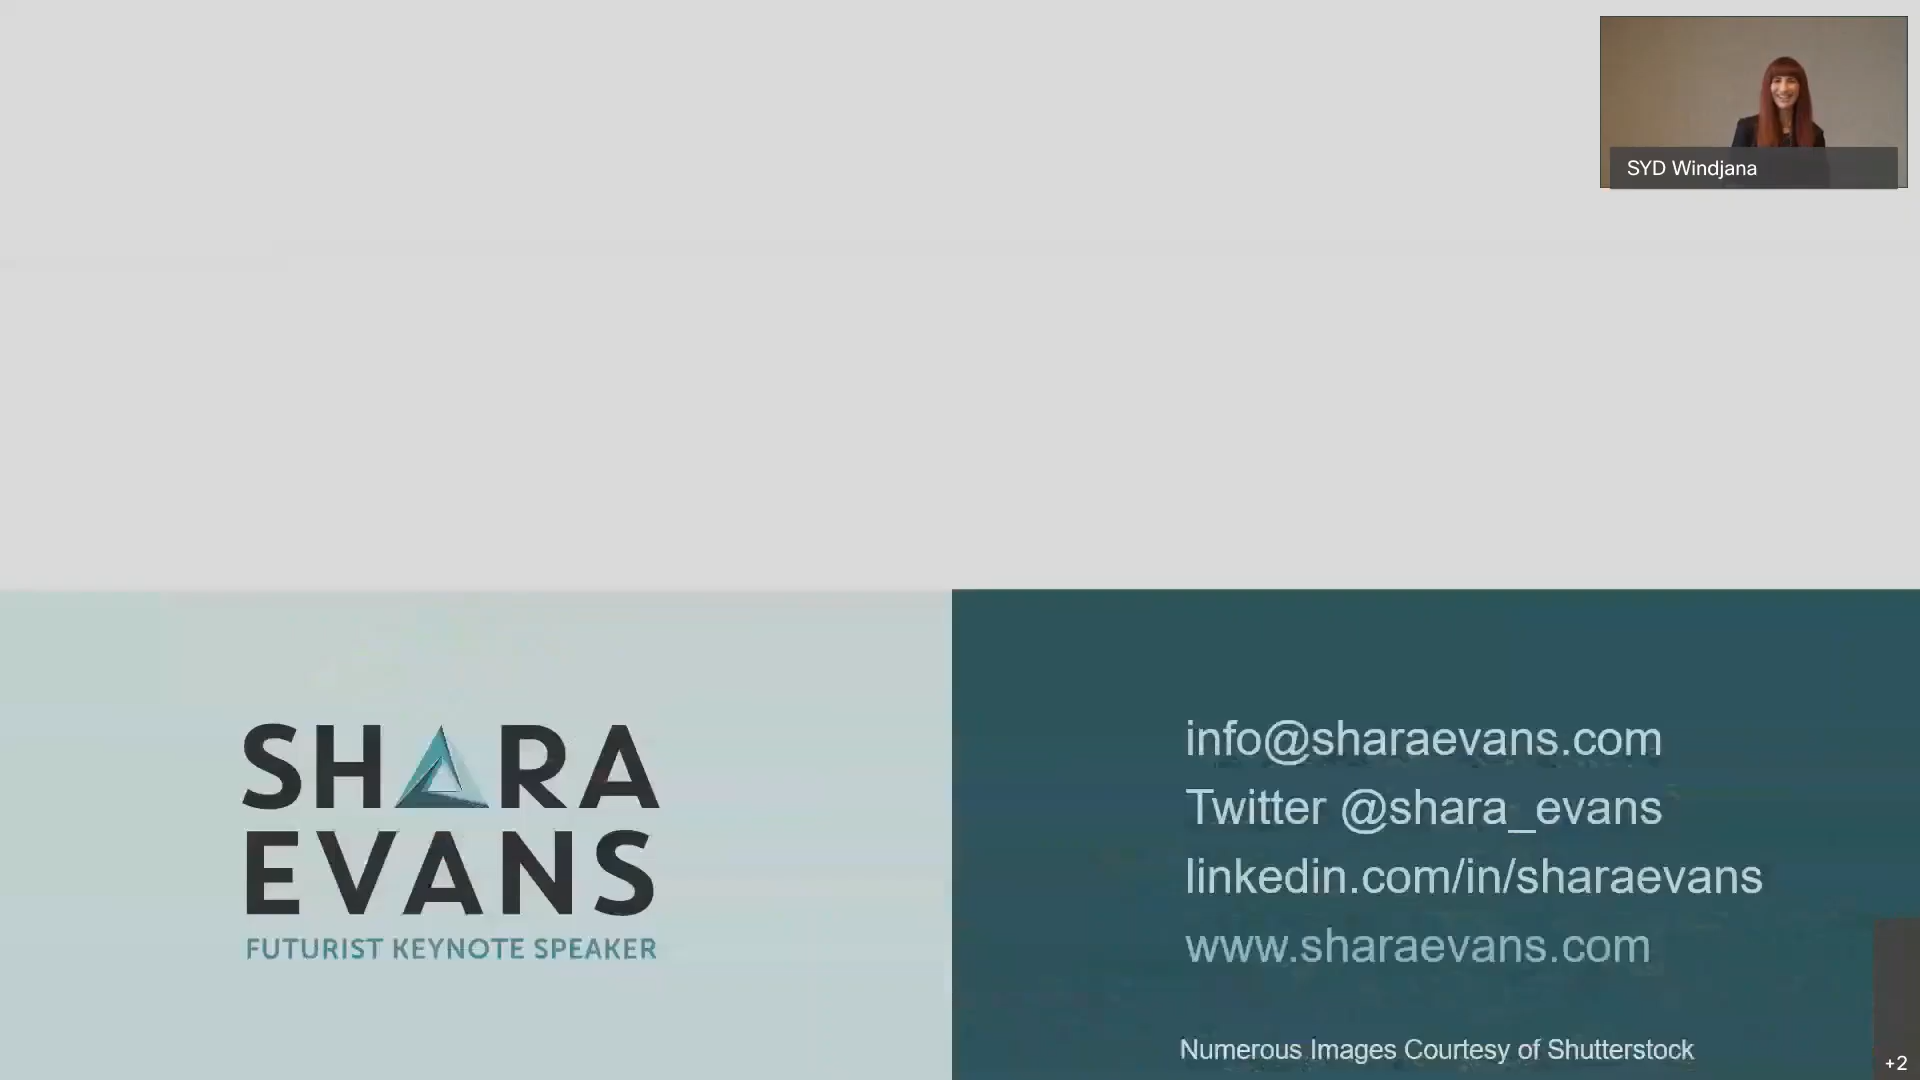 SYD Windjana
SHARA
EVANS
FUTURIST KEYNOTE SPEAKER
info@sharaevans.com
Twitter @shara_evans
linkedin.com/in/sharaevans
www.sharaevans.com
Numerous Images Courtesy of Shutterstock
+2